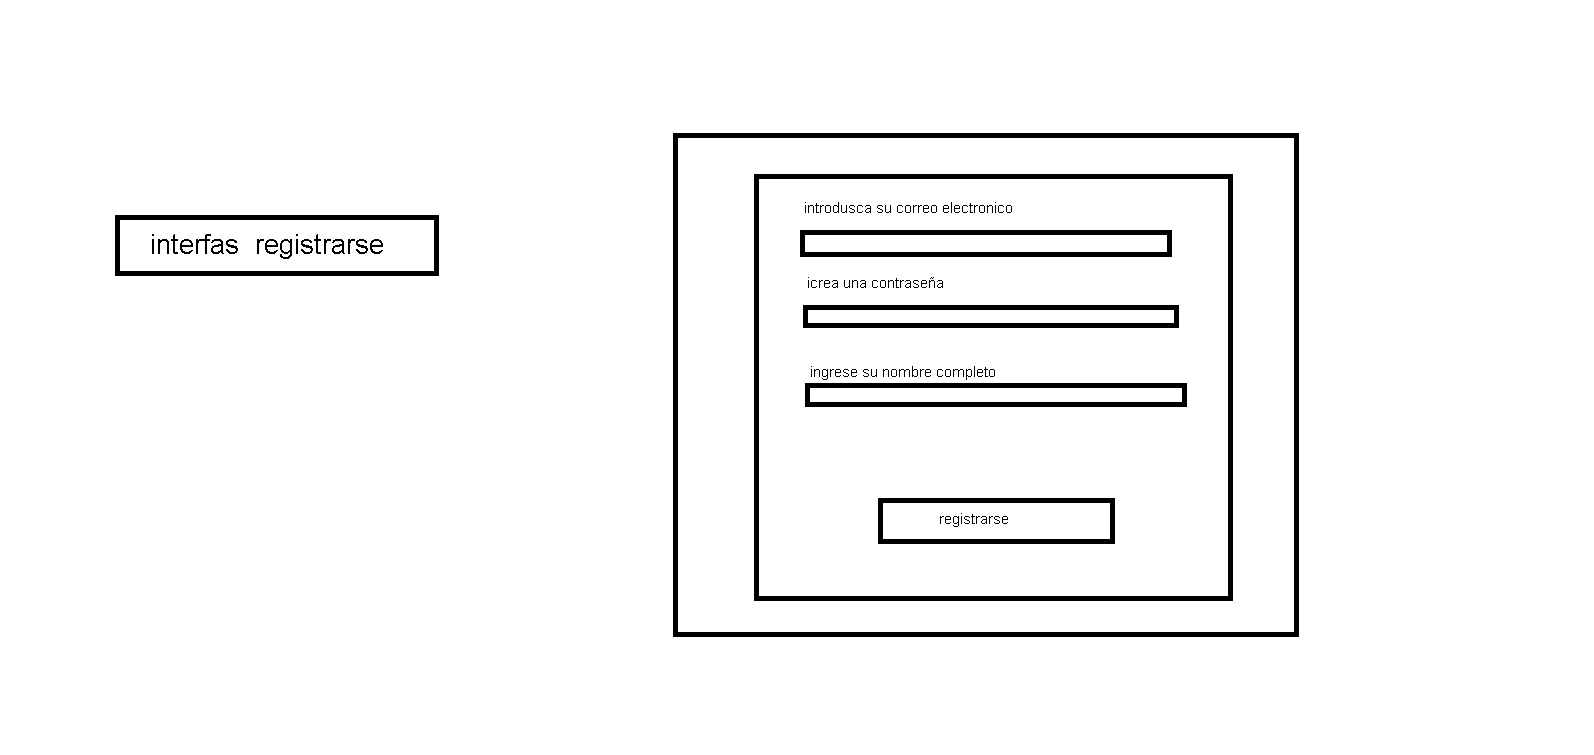 interfas registrarse
introdusca su correo electronico
icrea una contraseña
ingrese su nombre completo
registrarse